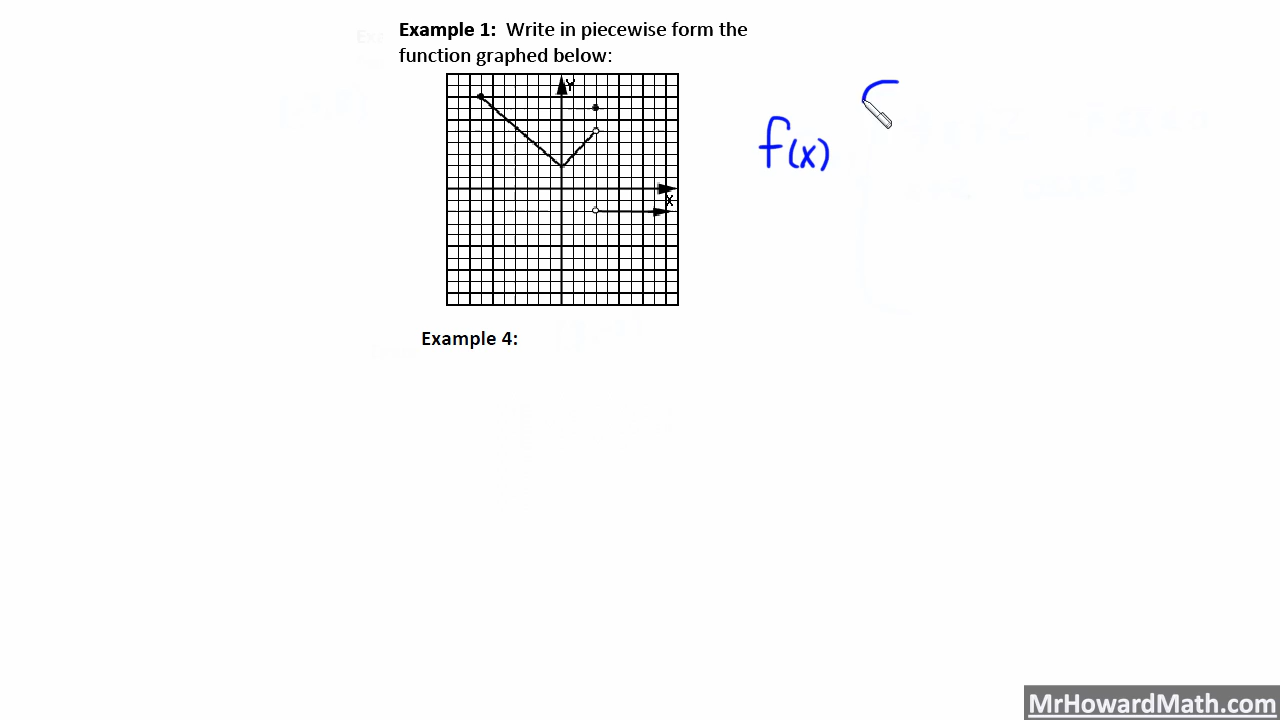 Example 1: Write in piecewise form the
function graphed below:
Y
f(x)
X
Example 4:
MrHowardMath.com